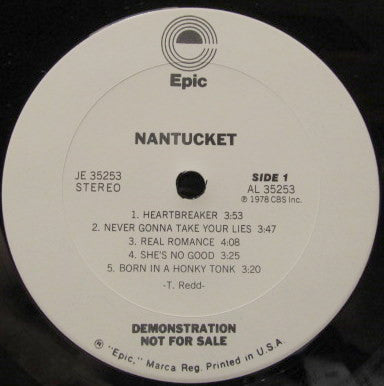 Epic
NANTUCKET
JE 35253
STEREO
SIDE 1
AL 35253
℗ 1978 CBS Inc.
1. HEARTBREAKER 3:53
2. NEVER GONNA TAKE YOUR LIES 3:47
3. REAL ROMANCE 4:08
4. SHE'S NO GOOD 3:25
5. BORN IN A HONKY TONK 3:20
-T. Redd-
DEMONSTRATION
NOT FOR SALE
® "Epic," Marca Reg. Printed in U.S.A.